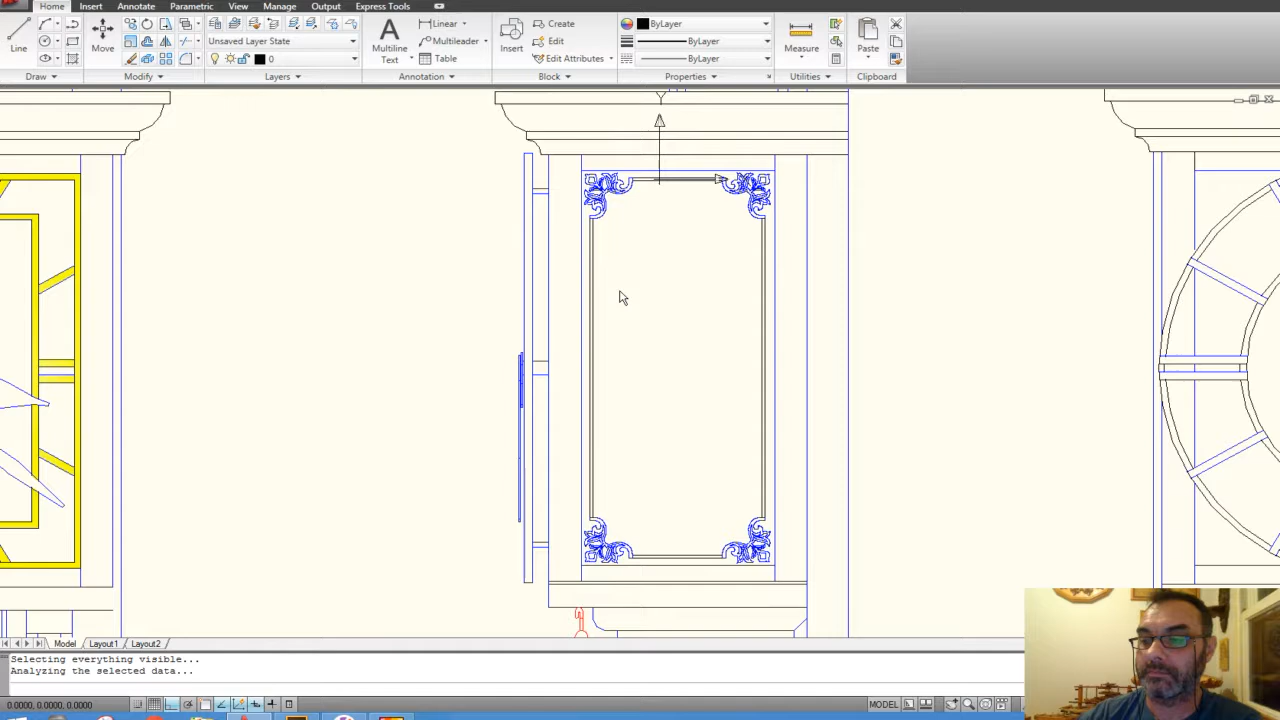 Home Insert Annotate Parametric View Manage Output Express Tools
Line
Move
Unsaved Layer State
0
Multiline Text
Linear
Multileader
Table
Insert
Create
Edit
Edit Attributes
ByLayer
ByLayer
ByLayer
Measure
Paste
Draw Modify Layers Annotation Block Properties Utilities Clipboard
Y
Model Layout1 Layout2
Selecting everything visible...
Analyzing the selected data...
0.0000, 0.0000, 0.0000
MODEL